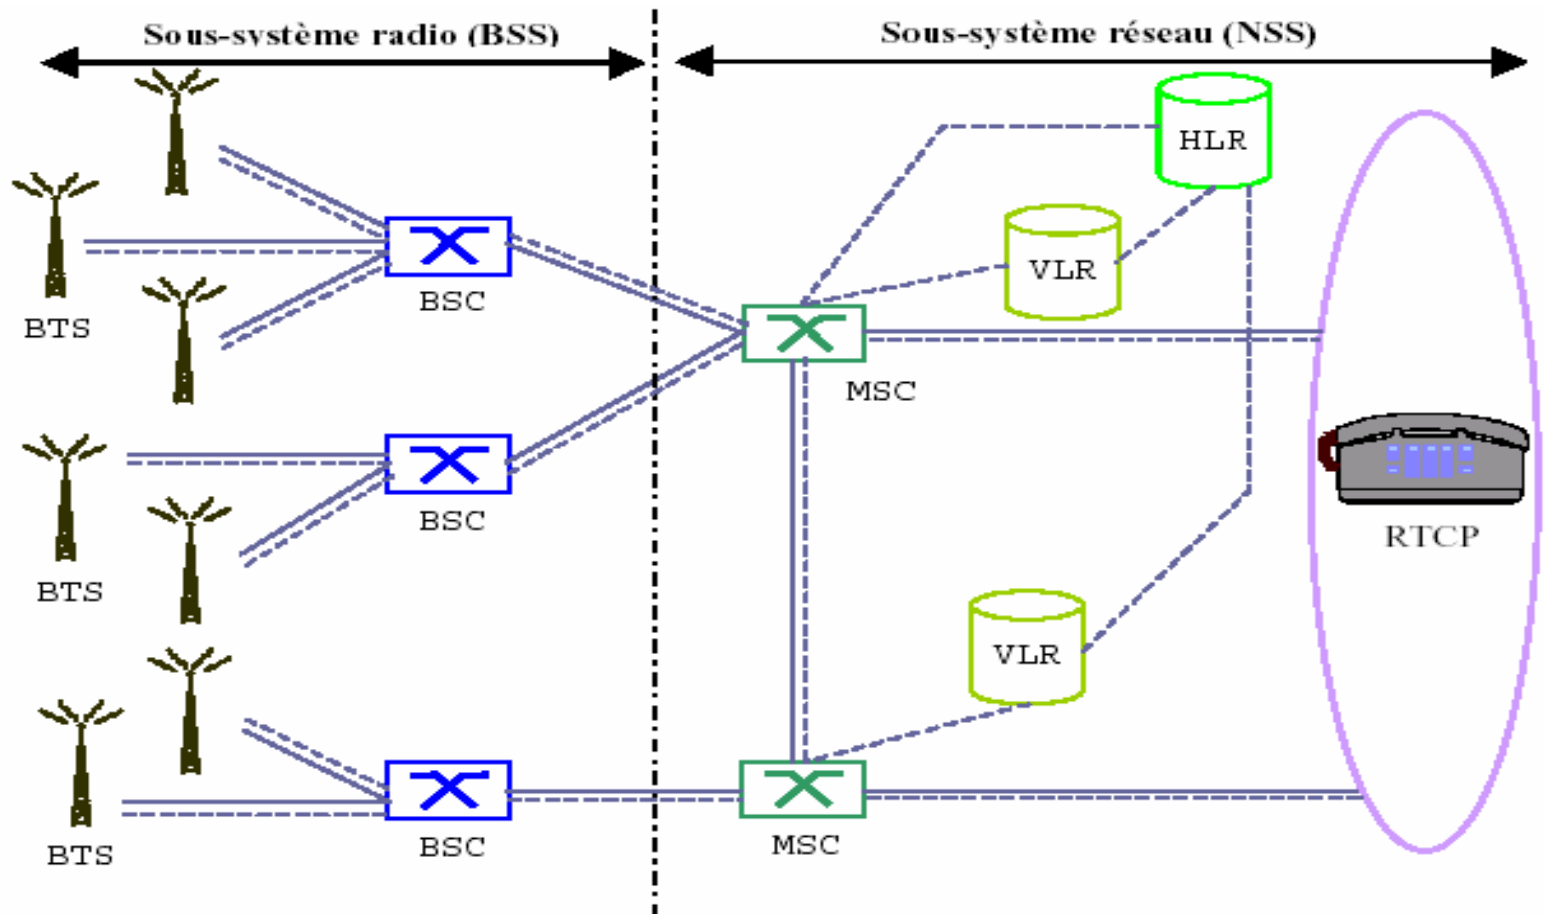 Sous-système radio (BSS)
Sous-système réseau (NSS)
HLR
VLR
BSC
BTS
MSC
BSC
RTCP
BTS
VLR
BSC
MSC
BTS